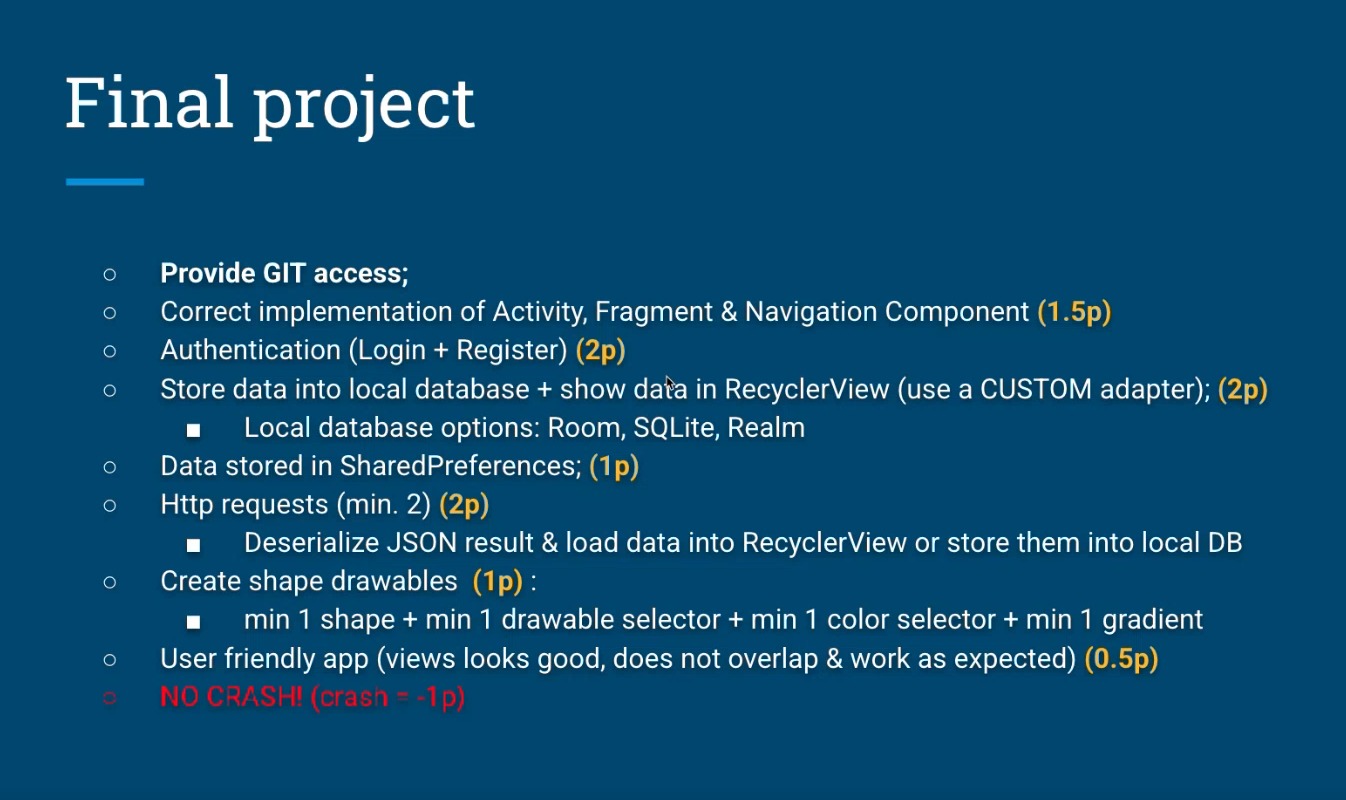 Final project
○ Provide GIT access;
○ Correct implementation of Activity, Fragment & Navigation Component (1.5p)
○ Authentication (Login + Register) (2p)
○ Store data into local database + show data in RecyclerView (use a CUSTOM adapter); (2p)
■ Local database options: Room, SQLite, Realm
○ Data stored in SharedPreferences; (1p)
○ Http requests (min. 2) (2p)
■ Deserialize JSON result & load data into RecyclerView or store them into local DB
○ Create shape drawables (1p) :
■ min 1 shape + min 1 drawable selector + min 1 color selector + min 1 gradient
○ User friendly app (views looks good, does not overlap & work as expected) (0.5p)
○ NO CRASH! (crash = -1p)